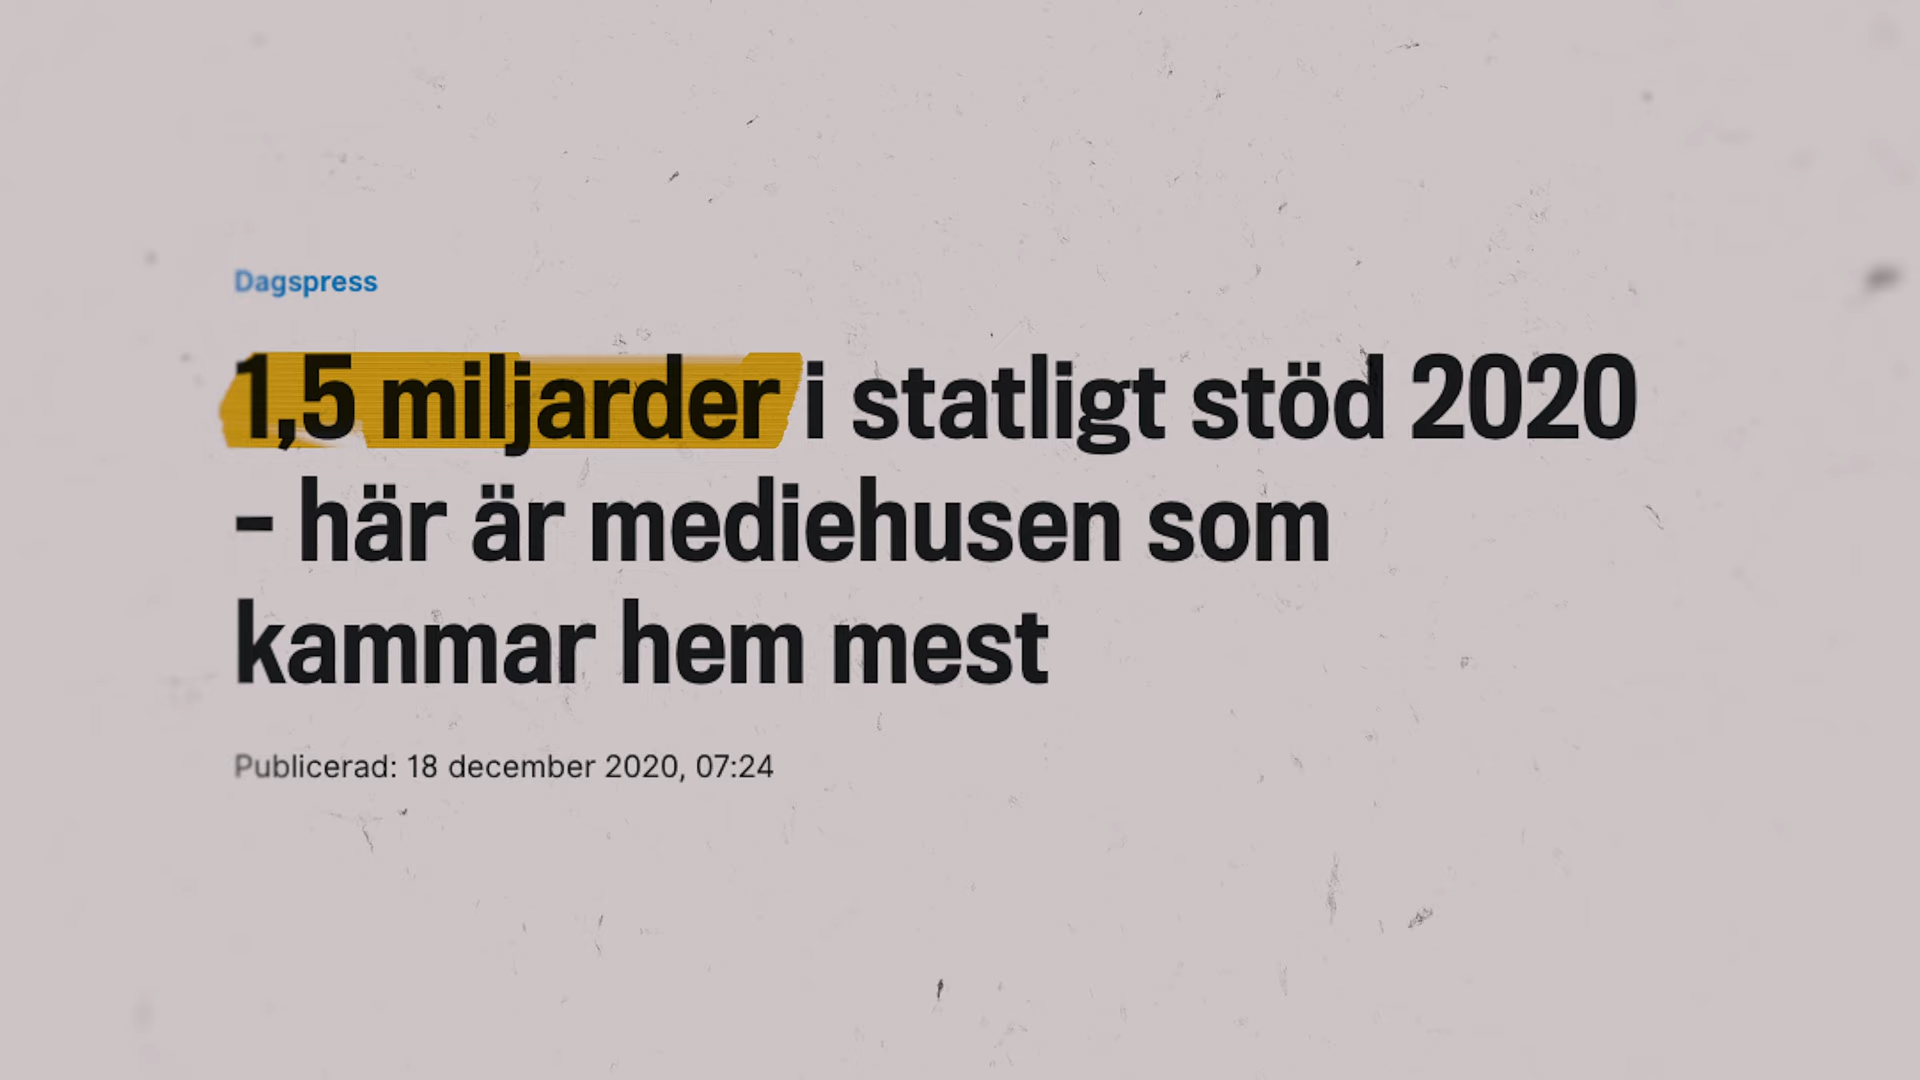 Dagspress
1,5 miljarder i statligt stöd 2020
– här är mediehusen som
kammar hem mest
Publicerad: 18 december 2020, 07:24